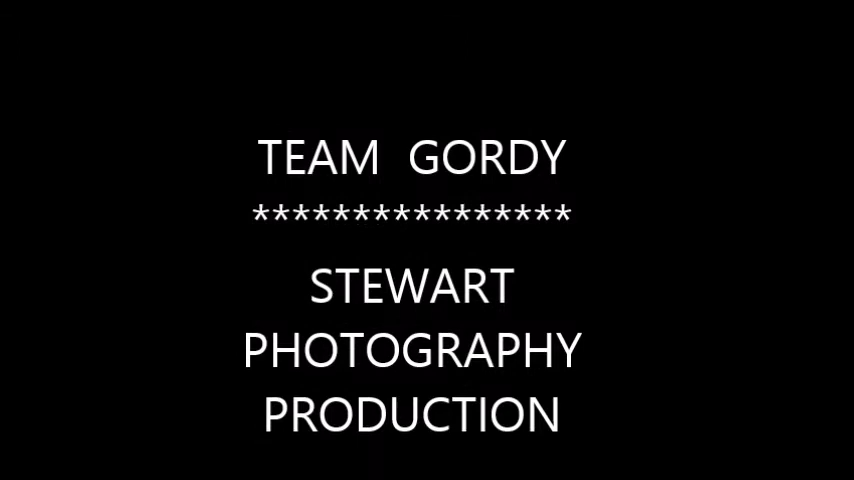 TEAM GORDY
****************
STEWART
PHOTOGRAPHY
PRODUCTION